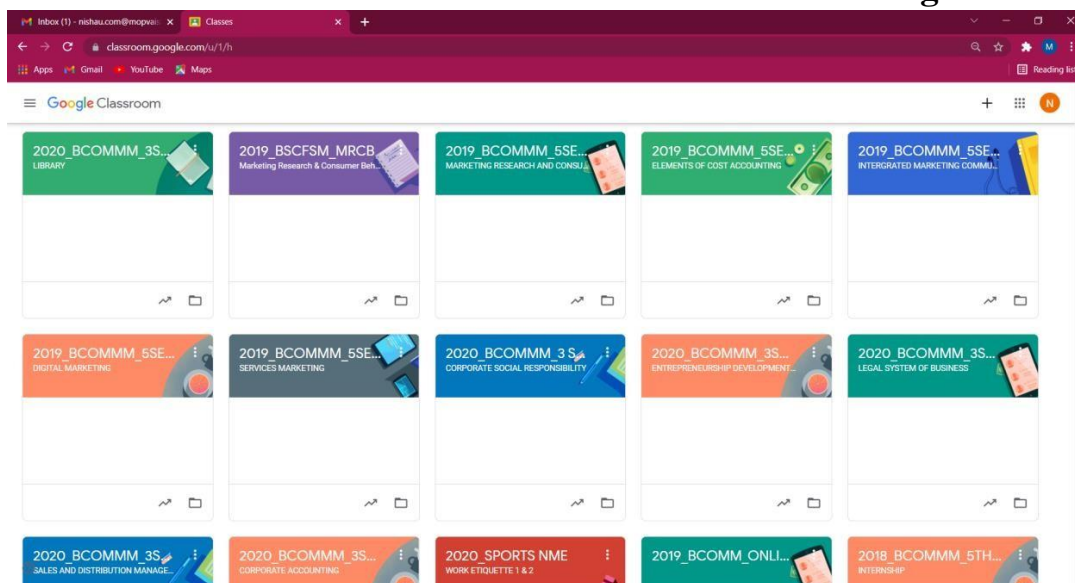 Inbox (1) - nishau.com@mopvais
Classes
classroom.google.com/u/1/h
M
Apps Gmail YouTube Maps
Reading list
Google Classroom
N
2020_BCOMMM_3S...
LIBRARY
2019_BSCFSM_MRCB
Marketing Research & Consumer Beh...
2019_BCOMMM_5SE...
MARKETING RESEARCH AND CONSU...
2019_BCOMMM_5SE...
ELEMENTS OF COST ACCOUNTING
2019_BCOMMM_5SE...
INTERGRATED MARKETING COMMU...
2019_BCOMMM_5SE...
DIGITAL MARKETING
2019_BCOMMM_5SE...
SERVICES MARKETING
2020_BCOMMM_3 S...
CORPORATE SOCIAL RESPONSIBILITY
2020_BCOMMM_3S...
ENTREPRENEURSHIP DEVELOPMENT...
2020_BCOMMM_3S...
LEGAL SYSTEM OF BUSINESS
2020_BCOMMM_3S...
SALES AND DISTRIBUTION MANAGE...
2020_BCOMMM_3S...
CORPORATE ACCOUNTING
2020_SPORTS NME
WORK ETIQUETTE 1 & 2
2019_BCOMM_ONLI...
2018_BCOMMM_5TH...
INTERNSHIP